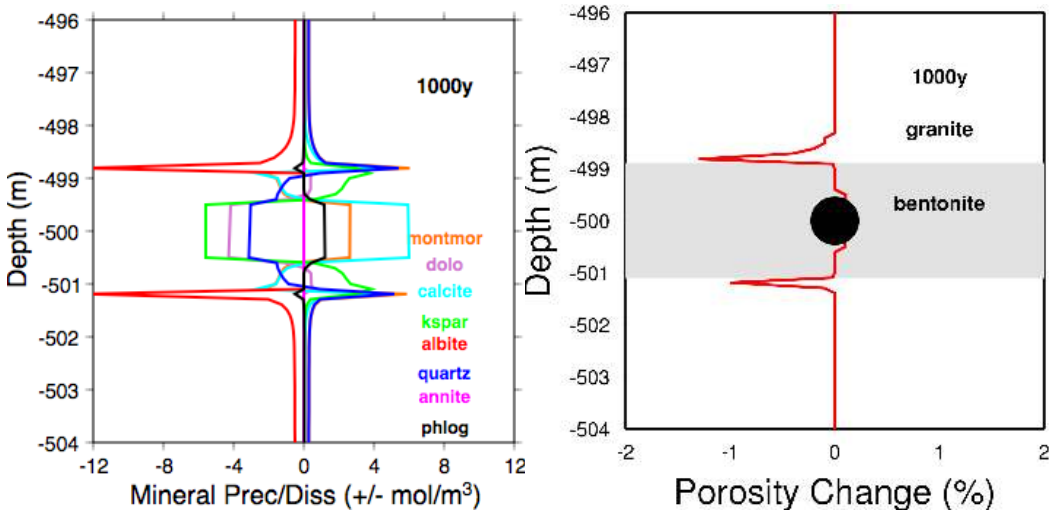 -496
-497
-498
-499
-500
-501
-502
-503
-504
Depth (m)
1000y
montmor
dolo
calcite
kspar
albite
quartz
annite
phlog
-12 -8 -4 0 4 8 12
Mineral Prec/Diss (+/- mol/m³)
-496
-497
-498
-499
-500
-501
-502
-503
-504
Depth (m)
1000y
granite
bentonite
-2 -1 0 1 2
Porosity Change (%)